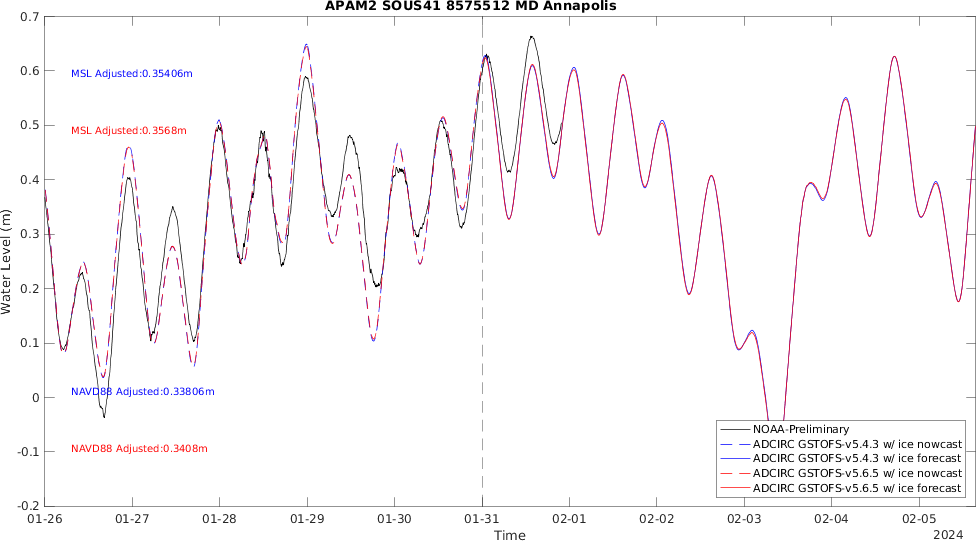 APAM2 SOUS41 8575512 MD Annapolis
0.7
0.6
0.5
0.4
0.3
0.2
0.1
0
-0.1
-0.2
Water Level (m)
MSL Adjusted:0.35406m
MSL Adjusted:0.3568m
NAVD88 Adjusted:0.33806m
NAVD88 Adjusted:0.3408m
NOAA-Preliminary
ADCIRC GSTOFS-v5.4.3 w/ ice nowcast
ADCIRC GSTOFS-v5.4.3 w/ ice forecast
ADCIRC GSTOFS-v5.6.5 w/ ice nowcast
ADCIRC GSTOFS-v5.6.5 w/ ice forecast
01-26 01-27 01-28 01-29 01-30 01-31 02-01 02-02 02-03 02-04 02-05
Time
2024